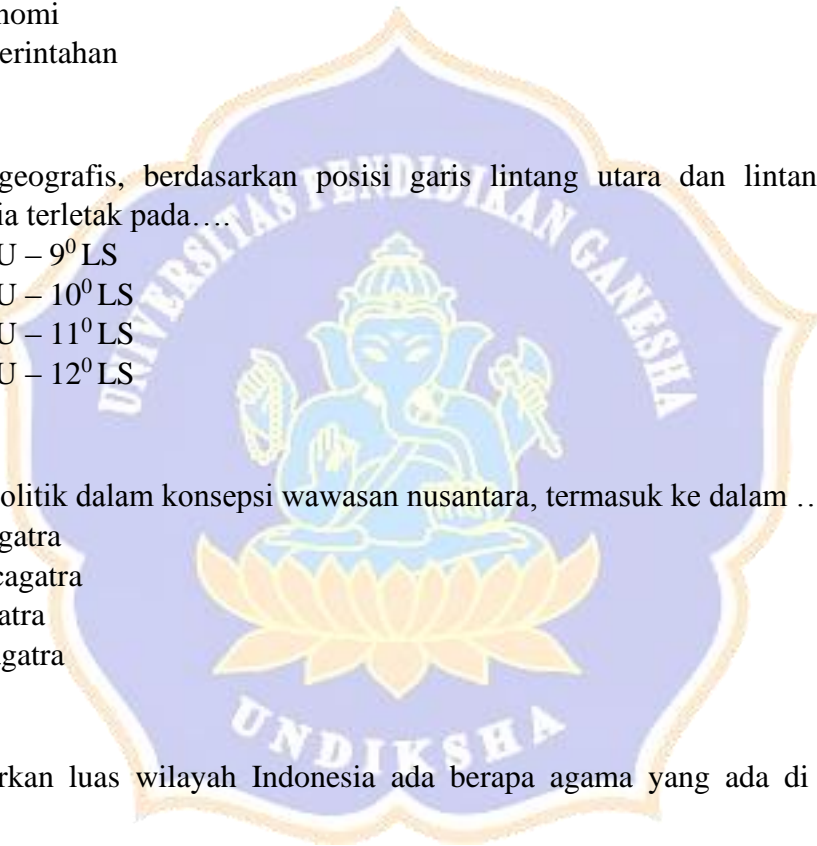 nomi
erintahan
geografis, berdasarkan posisi garis lintang utara dan lintan
ia terletak pada….
U – 9⁰ LS
U – 10⁰ LS
U – 11⁰ LS
U – 12⁰ LS
UNIVERSITAS PENDIDIKAN GANESHA
olitik dalam konsepsi wawasan nusantara, termasuk ke dalam …
gatra
cagatra
atra
agatra
UNDIKSHA
rkan luas wilayah Indonesia ada berapa agama yang ada di